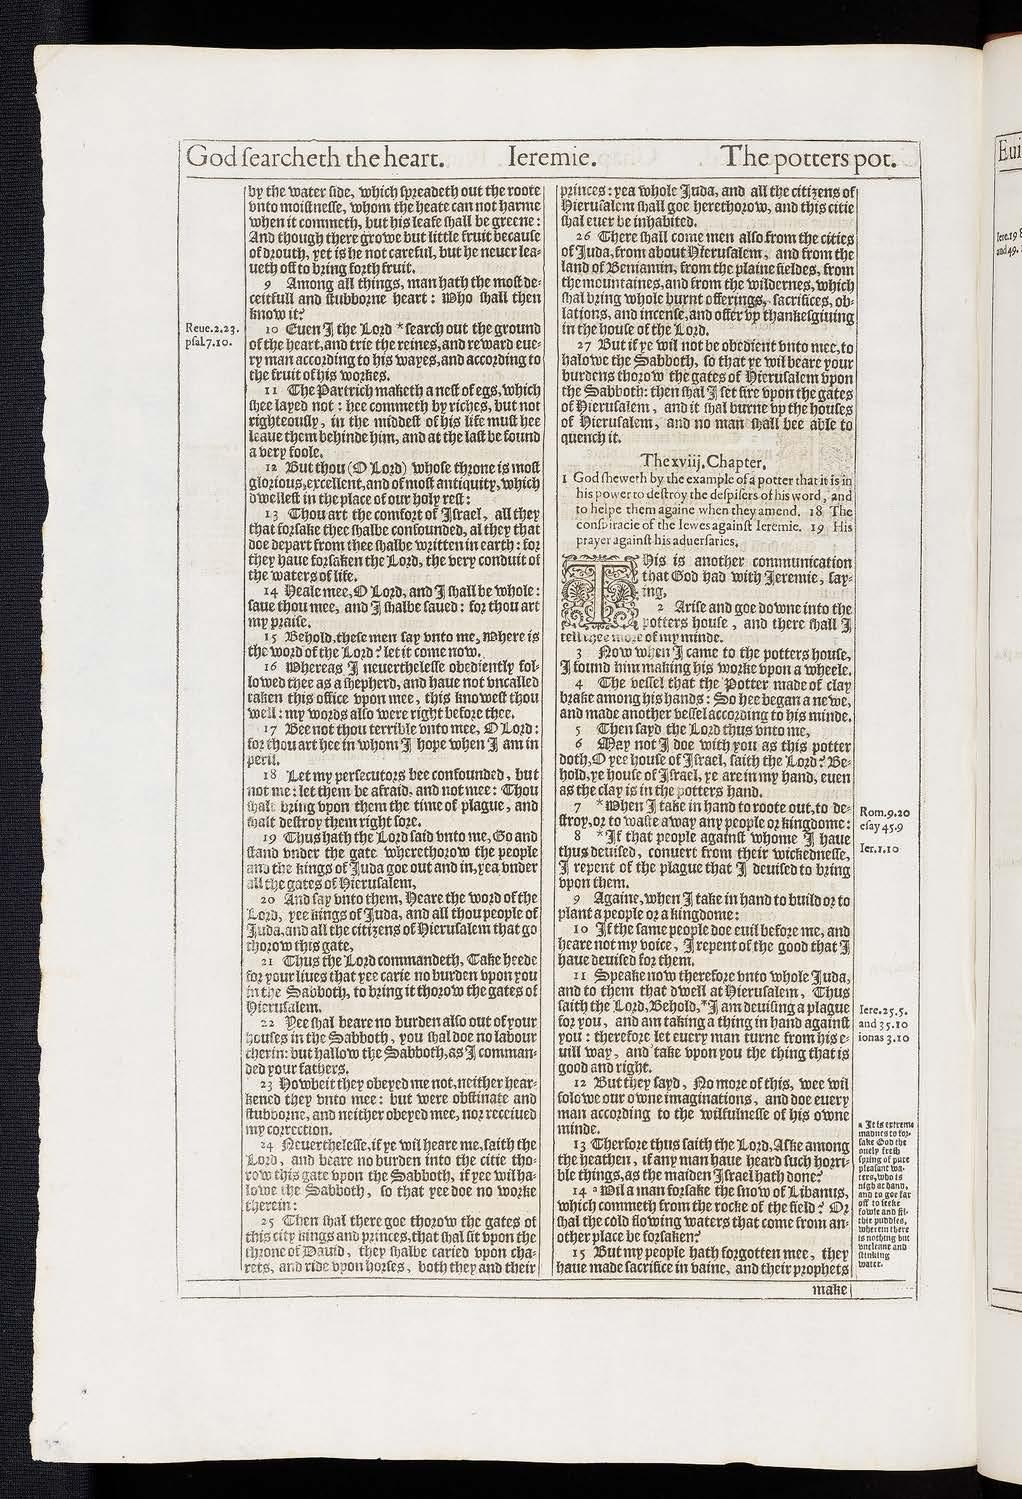 God ſearcheth the heart. Ieremie. The potters pot.
by the water ſide, which ſpreadeth out the roote
vnto moiſtneſſe, whom the heate can not harme
when it commeth, but his leafe ſhall be greene:
And though there growe but little fruit becauſe
of drouth, yet is he not careful, but he neuer lea-
ueth off to bring forth fruit.
9 Among all things, man hath the moſt de-
ceitfull and ſtubborne heart: Who ſhall then
know it?
Reue.2.23.
pſal.7.10.
10 Euen I the Lord *ſearch out the ground
of the heart, and trie the reines, and reward eue-
ry man according to his wayes, and according to
the fruit of his workes.
11 The Partrich maketh a neſt of egs, which
ſhee layed not: hee commeth by riches, but not
righteouſly, in the middeſt of his life muſt hee
leaue them behinde him, and at the laſt be found
a very foole.
12 But thou (O Lord) whoſe throne is moſt
glorious, excellent, and of moſt antiquity, which
dwelleſt in the place of our holy reſt:
13 Thou art the comfort of Iſrael, all they
that forſake thee ſhalbe confounded, al they that
doe depart from thee ſhalbe written in earth: for
they haue forſaken the Lord, the very conduit of
the waters of life.
14 Heale mee, O Lord, and I ſhall be whole:
ſaue thou mee, and I ſhalbe ſaued: for thou art
my praiſe.
15 Behold, theſe men ſay vnto me, Where is
the word of the Lord? let it come now.
16 Whereas I neuertheleſſe obediently fol-
lowed thee as a ſhepherd, and haue not vncalled
taken this office vpon mee, this knoweſt thou
well: my words alſo were right before thee.
17 Bee not thou terrible vnto mee, O Lord:
for thou art hee in whom I hope when I am in
peril.
18 Let my perſecutors bee confounded, but
not me: let them be afraid, and not mee: Thou
ſhalt bring vpon them the time of plague, and
ſhalt deſtroy them right ſore.
19 Thus hath the Lord ſaid vnto me, Go and
ſtand vnder the gate wherethorow the people
and the kings of Juda goe out and in, yea vnder
all the gates of Hieruſalem,
20 And ſay vnto them, Heare the word of the
Lord, yee kings of Juda, and all thou people of
Juda, and all the citizens of Hieruſalem that go
thorow this gate,
21 Thus the Lord commandeth, Take heede
for your liues that yee carie no burden vpon you
in the Sabboth, to bring it thorow the gates of
Hieruſalem.
22 Yee ſhal beare no burden alſo out of your
houſes in the Sabboth, you ſhal doe no labour
therin: but hallow the Sabboth, as I comman-
ded your fathers.
23 Howbeit they obeyed me not, neither hear-
kened they vnto mee: but were obſtinate and
ſtubborne, and neither obeyed mee, nor receiued
my correction.
24 Neuertheleſſe, if ye wil heare me, ſaith the
Lord, and beare no burden into the citie tho-
row this gate vpon the Sabboth, if yee wil ha-
lowe the Sabboth, ſo that yee doe no worke
therein:
25 Then ſhal there goe thorow the gates of
this city kings and princes, that ſhal ſit vpon the
throne of Dauid, they ſhalbe caried vpon cha-
rets, and ride vpon horſes, both they and their
princes: yea whole Juda, and all the citizens of
Hieruſalem ſhall goe herethorow, and this citie
ſhal euer be inhabited.
26 There ſhall come men alſo from the cities
of Juda, from about Hieruſalem, and from the
land of Beniamin, from the plaine fieldes, from
the mountaines, and from the wildernes, which
ſhal bring whole burnt offerings, ſacrifices, ob-
lations, and incenſe, and offer vp thankeſgiuing
in the houſe of the Lord.
27 But if ye wil not be obedient vnto mee, to
halowe the Sabboth, ſo that ye wil beare your
burdens thorow the gates of Hieruſalem vpon
the Sabboth: then ſhal I ſet fire vpon the gates
of Hieruſalem, and it ſhal burne vp the houſes
of Hieruſalem, and no man ſhall bee able to
quench it.
The xviij. Chapter.
1 God ſheweth by the example of a potter that it is in
his power to deſtroy the deſpiſers of his word, and
to helpe them againe when they amend. 18 The
conſpiracie of the Iewes againſt Ieremie. 19 His
prayer againſt his aduerſaries.
THis is another communication
that God had with Jeremie, ſay-
ing,
2 Ariſe and goe downe into the
potters houſe, and there ſhall I
tell thee more of my minde.
3 Now when I came to the potters houſe,
I found him making his worke vpon a wheele.
4 The veſſel that the Potter made of clay
brake among his hands: So hee began a newe,
and made another veſſel according to his minde.
5 Then ſayd the Lord thus vnto me,
6 May not I doe with you as this potter
doth, O yee houſe of Iſrael, ſaith the Lord? Be-
hold, ye houſe of Iſrael, ye are in my hand, euen
as the clay is in the potters hand.
7 *When I take in hand to roote out, to de-
ſtroy, or to waſte away any people or kingdome:
Rom.9.20
eſay 45.9
8 *If that people againſt whome I haue
thus deuiſed, conuert from their wickedneſſe,
I repent of the plague that I deuiſed to bring
vpon them.
Ier.1.10
9 Againe, when I take in hand to build or to
plant a people or a kingdome:
10 If the ſame people doe euil before me, and
heare not my voice, I repent of the good that I
haue deuiſed for them.
11 Speake now therefore vnto whole Juda,
and to them that dwell at Hieruſalem, Thus
ſaith the Lord, Behold, *I am deuiſing a plague
for you, and am taking a thing in hand againſt
you: therefore let euery man turne from his e-
uill way, and take vpon you the thing that is
good and right.
Iere.25.5.
and 35.10
ionas 3.10
12 But they ſayd, No more of this, wee wil
folowe our owne imaginations, and doe euery
man according to the wilfulneſſe of his owne
minde.
13 Therfore thus ſaith the Lord, Aſke among
the heathen, if any man haue heard ſuch horri-
ble things, as the maiden Iſrael hath done?
14 a Wil a man forſake the ſnow of Libanus,
which commeth from the rocke of the field? Or
ſhal the cold flowing waters that come from an-
other place be forſaken?
15 But my people hath forgotten mee, they
haue made ſacrifice in vaine, and their prophets
a It is extreme
madnes to for-
ſake God the
onely freſh
ſpring of pure
pleaſant wa-
ters, who is
nigh at hand,
and to goe far
off to ſeeke
fowle and fil-
thie puddles,
wherein there
is nothing but
vncleane and
ſtinking
water.
make
Eui
Iere.19 8
and 49.